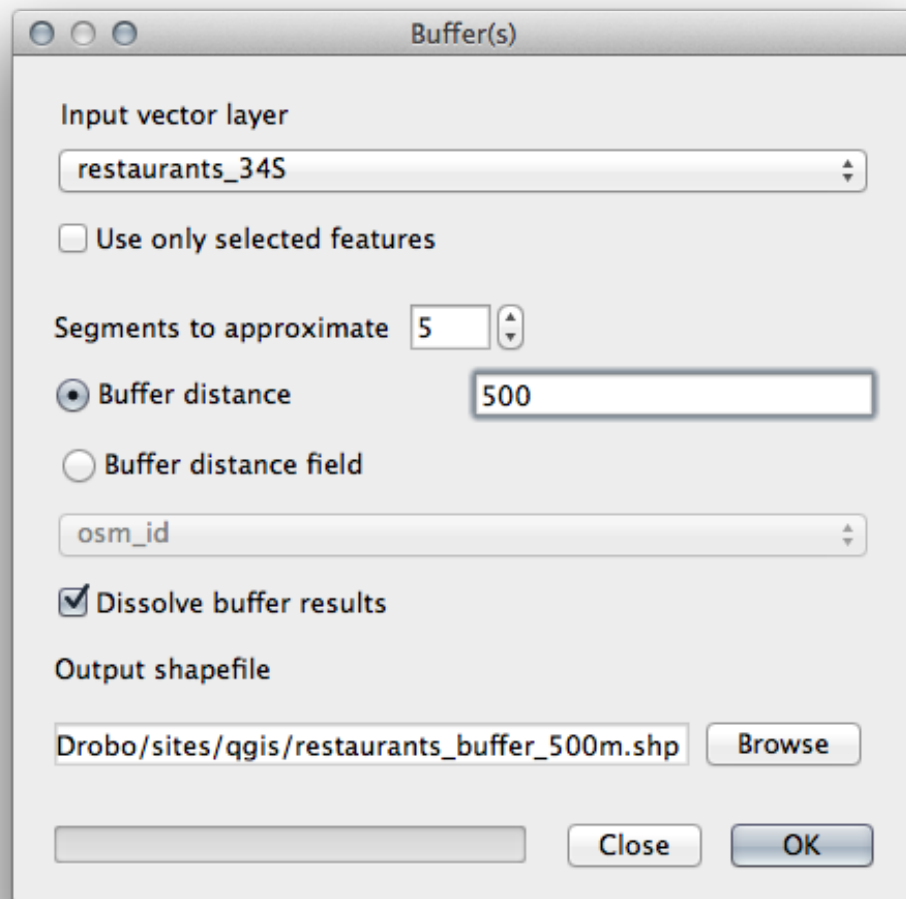 Buffer(s)
Input vector layer
restaurants_34S
Use only selected features
Segments to approximate 5
Buffer distance 500
Buffer distance field
osm_id
Dissolve buffer results
Output shapefile
Drobo/sites/qgis/restaurants_buffer_500m.shp Browse
Close OK